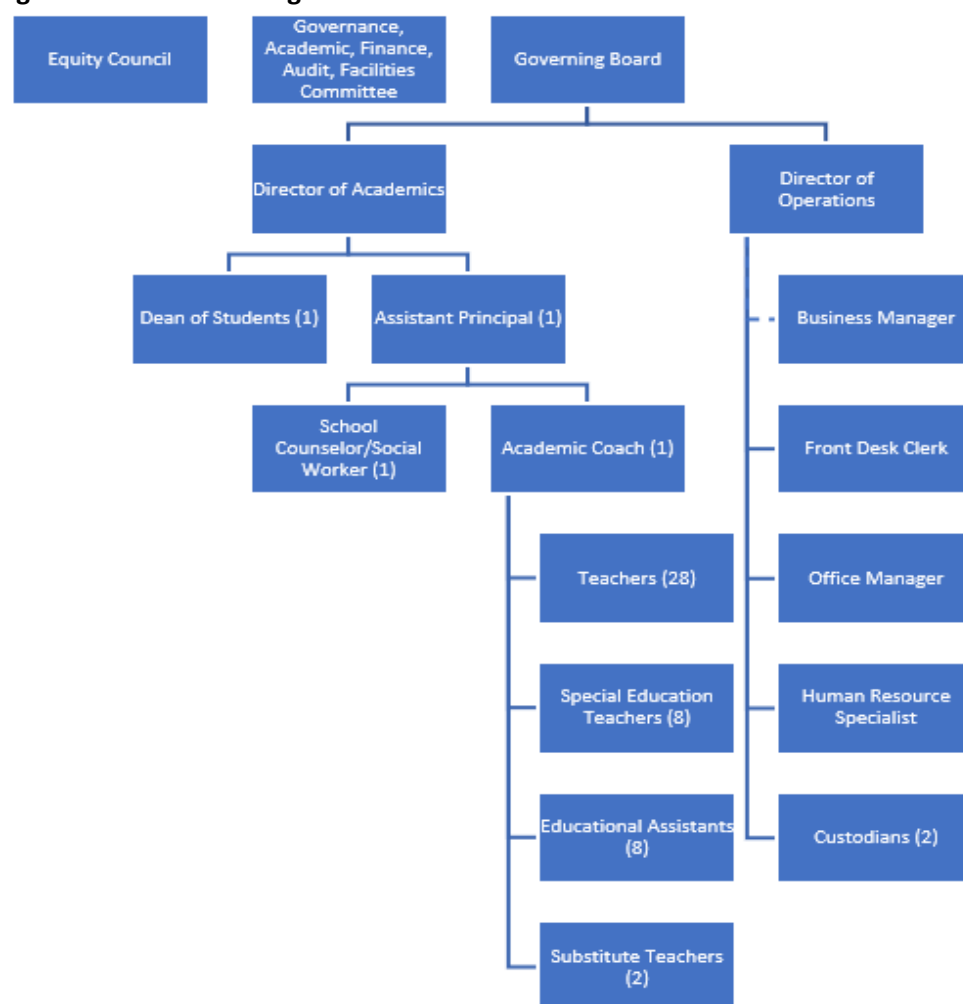 Equity Council
Governance,
Academic, Finance,
Audit, Facilities
Committee
Governing Board
Director of Academics
Director of
Operations
Dean of Students (1)
Assistant Principal (1)
Business Manager
School
Counselor/Social
Worker (1)
Academic Coach (1)
Front Desk Clerk
Teachers (28)
Office Manager
Special Education
Teachers (8)
Human Resource
Specialist
Educational Assistants
(8)
Custodians (2)
Substitute Teachers
(2)